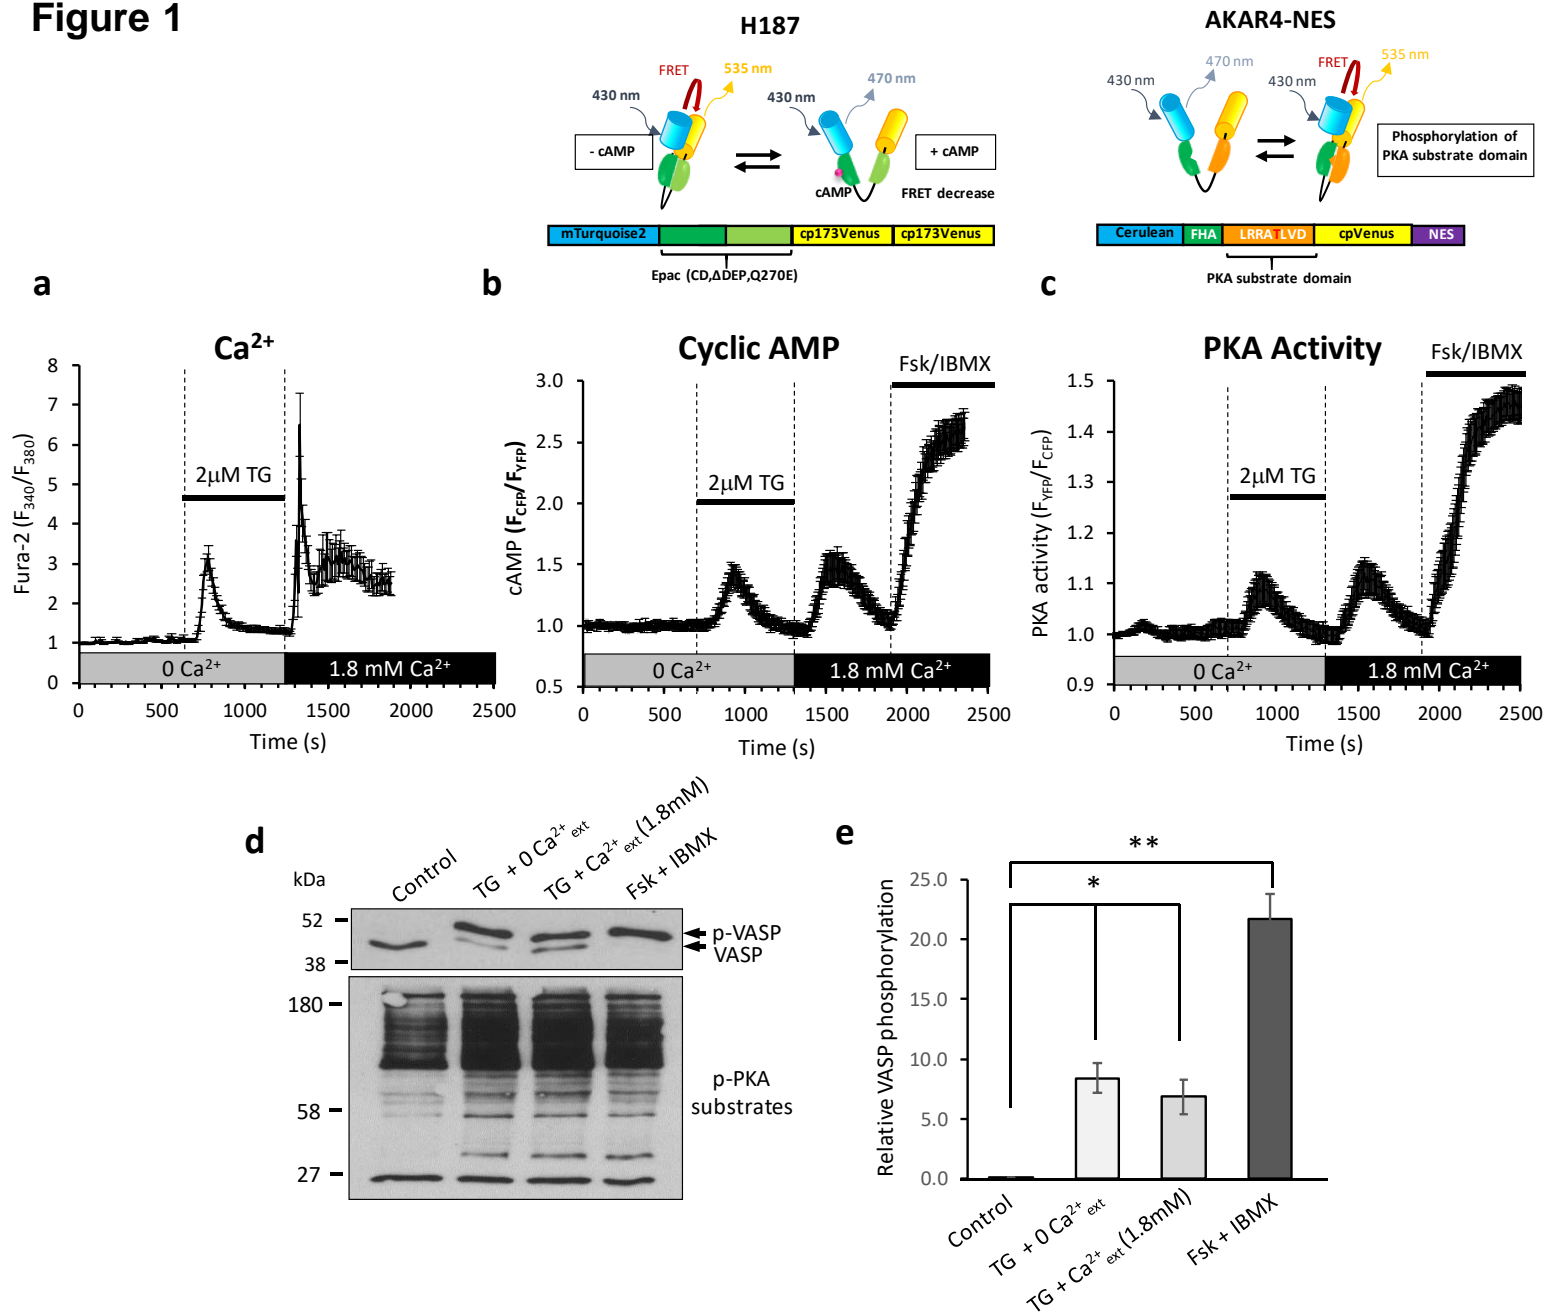 Figure 1
H187
FRET
535 nm
430 nm
- cAMP
430 nm
470 nm
+ cAMP
cAMP
FRET decrease
mTurquoise2
cp173Venus
cp173Venus
Epac (CD,ΔDEP,Q270E)
AKAR4-NES
430 nm
470 nm
FRET
535 nm
430 nm
Phosphorylation of
PKA substrate domain
Cerulean
FHA
LRRATLVD
cpVenus
NES
PKA substrate domain
a
Ca2+
Fura-2 (F340/F380)
8
7
6
5
4
3
2
1
0
2µM TG
0 Ca2+
1.8 mM Ca2+
0 500 1000 1500 2000 2500
Time (s)
b
Cyclic AMP
Fsk/IBMX
cAMP (FCFP/FYFP)
3.0
2.5
2.0
1.5
1.0
0.5
2µM TG
0 Ca2+
1.8 mM Ca2+
0 500 1000 1500 2000 2500
Time (s)
c
PKA Activity
Fsk/IBMX
PKA activity (FYFP/FCFP)
1.5
1.4
1.3
1.2
1.1
1.0
0.9
2µM TG
0 Ca2+
1.8 mM Ca2+
0 500 1000 1500 2000 2500
Time (s)
d
kDa
Control
TG + 0 Ca2+ext
TG + Ca2+ext (1.8mM)
Fsk + IBMX
52
38
p-VASP
VASP
180
58
27
p-PKA
substrates
e
**
*
Relative VASP phosphorylation
25.0
20.0
15.0
10.0
5.0
0.0
Control
TG + 0 Ca2+ext
TG + Ca2+ext (1.8mM)
Fsk + IBMX